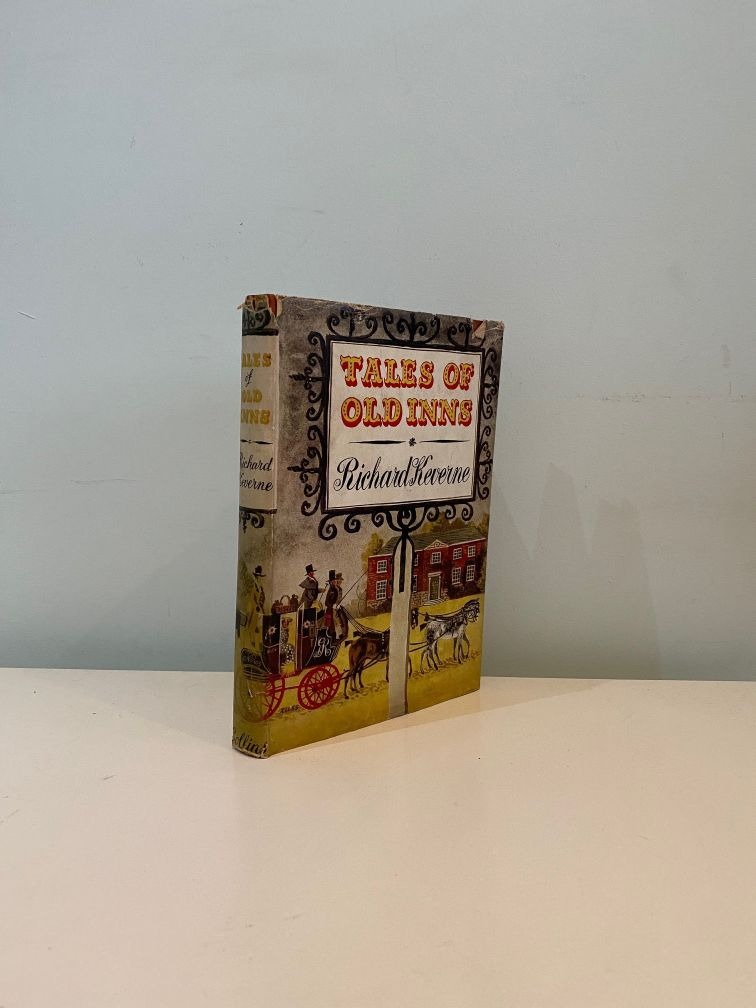 TALES
of
OLD
INNS
Richard
Keverne
Collins
TALES OF
OLD INNS
Richard Keverne